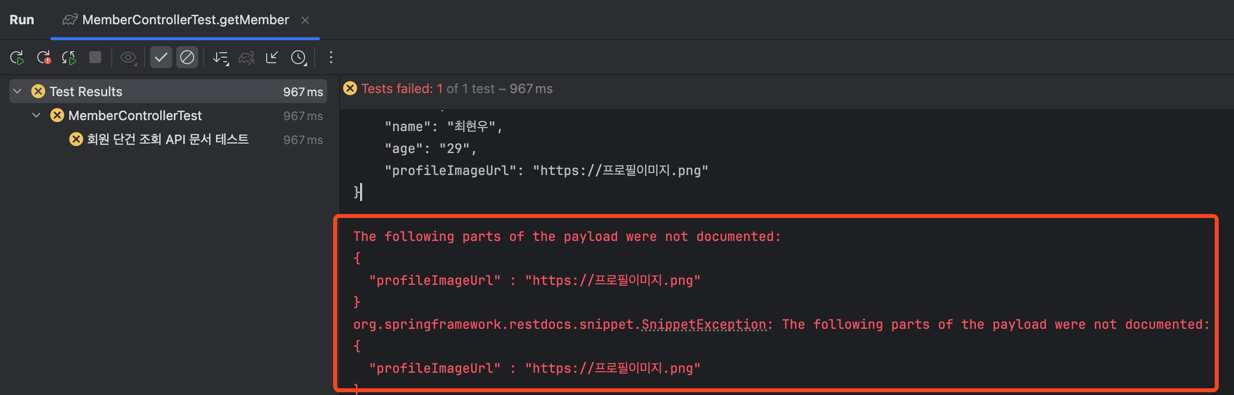 Run
MemberControllerTest.getMember
Test Results
967 ms
MemberControllerTest
967 ms
회원 단건 조회 API 문서 테스트
967 ms
Tests failed: 1 of 1 test – 967 ms
"name": "최현우",
"age": "29",
"profileImageUrl": "https://프로필이미지.png"
}
The following parts of the payload were not documented:
{
"profileImageUrl" : "https://프로필이미지.png"
}
org.springframework.restdocs.snippet.SnippetException: The following parts of the payload were not documented:
{
"profileImageUrl" : "https://프로필이미지.png"
}